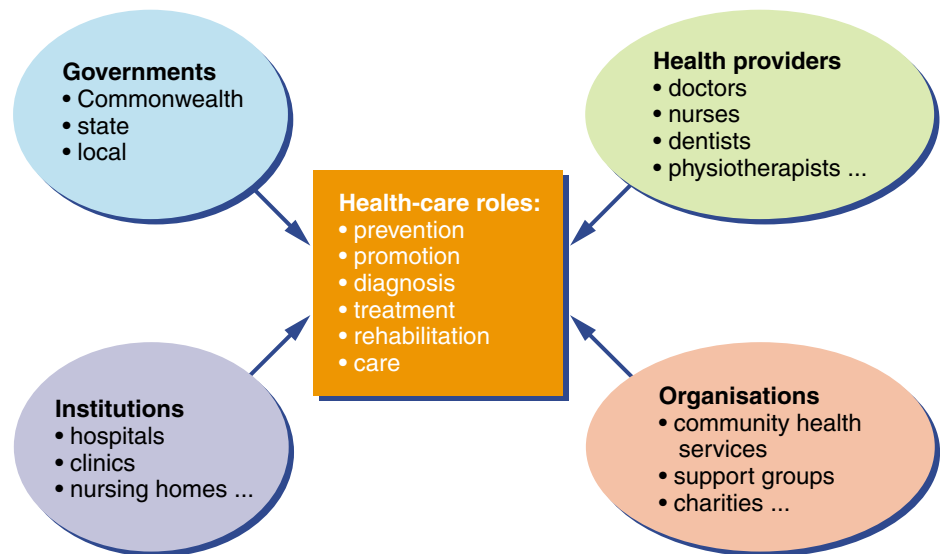 Governments
• Commonwealth
• state
• local
Health providers
• doctors
• nurses
• dentists
• physiotherapists ...
Health-care roles:
• prevention
• promotion
• diagnosis
• treatment
• rehabilitation
• care
Institutions
• hospitals
• clinics
• nursing homes ...
Organisations
• community health
services
• support groups
• charities ...